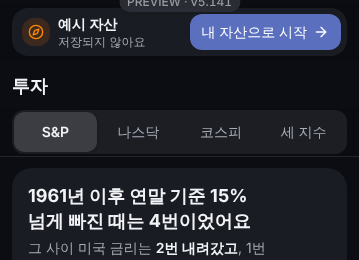 PREVIEW · v5.141
예시 자산
저장되지 않아요
내 자산으로 시작 →
투자
S&P
나스닥
코스피
세 지수
1961년 이후 연말 기준 15%
넘게 빠진 때는 4번이었어요
그 사이 미국 금리는 2번 내려갔고, 1번